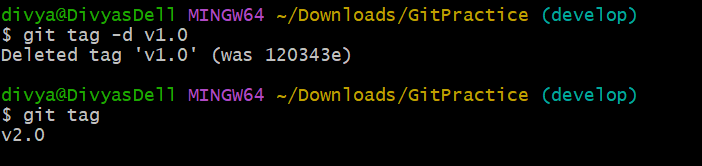 divya@DivyasDell MINGW64 ~/Downloads/GitPractice (develop)
$ git tag -d v1.0
Deleted tag 'v1.0' (was 120343e)
divya@DivyasDell MINGW64 ~/Downloads/GitPractice (develop)
$ git tag
v2.0